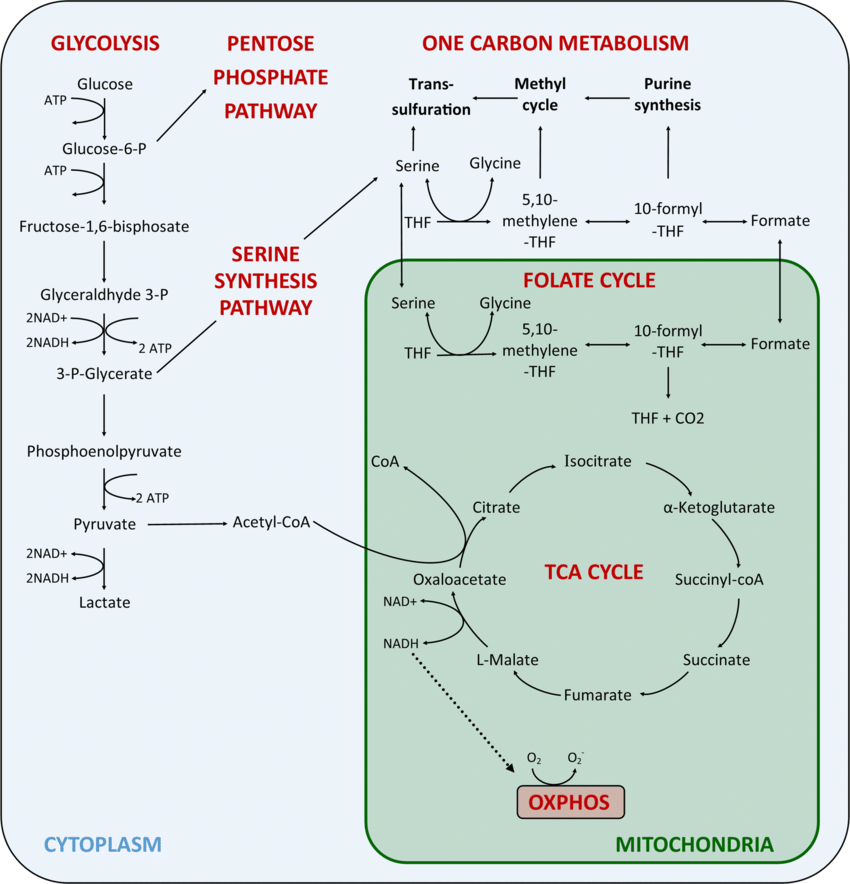 GLYCOLYSIS
Glucose
ATP
Glucose-6-P
ATP
Fructose-1,6-bisphosate
Glyceraldhyde 3-P
2NAD+
2NADH
2 ATP
3-P-Glycerate
Phosphoenolpyruvate
2 ATP
Pyruvate
2NAD+
2NADH
Lactate
Acetyl-CoA
PENTOSE
PHOSPHATE
PATHWAY
SERINE
SYNTHESIS
PATHWAY
ONE CARBON METABOLISM
Trans-
sulfuration
Methyl
cycle
Purine
synthesis
Serine
Glycine
THF
5,10-
methylene
-THF
10-formyl
-THF
Formate
FOLATE CYCLE
Serine
Glycine
THF
5,10-
methylene
-THF
10-formyl
-THF
Formate
THF + CO2
CoA
Citrate
Isocitrate
α-Ketoglutarate
Succinyl-coA
Succinate
Fumarate
L-Malate
Oxaloacetate
NAD+
NADH
TCA CYCLE
O₂
O₂⁻
OXPHOS
CYTOPLASM
MITOCHONDRIA